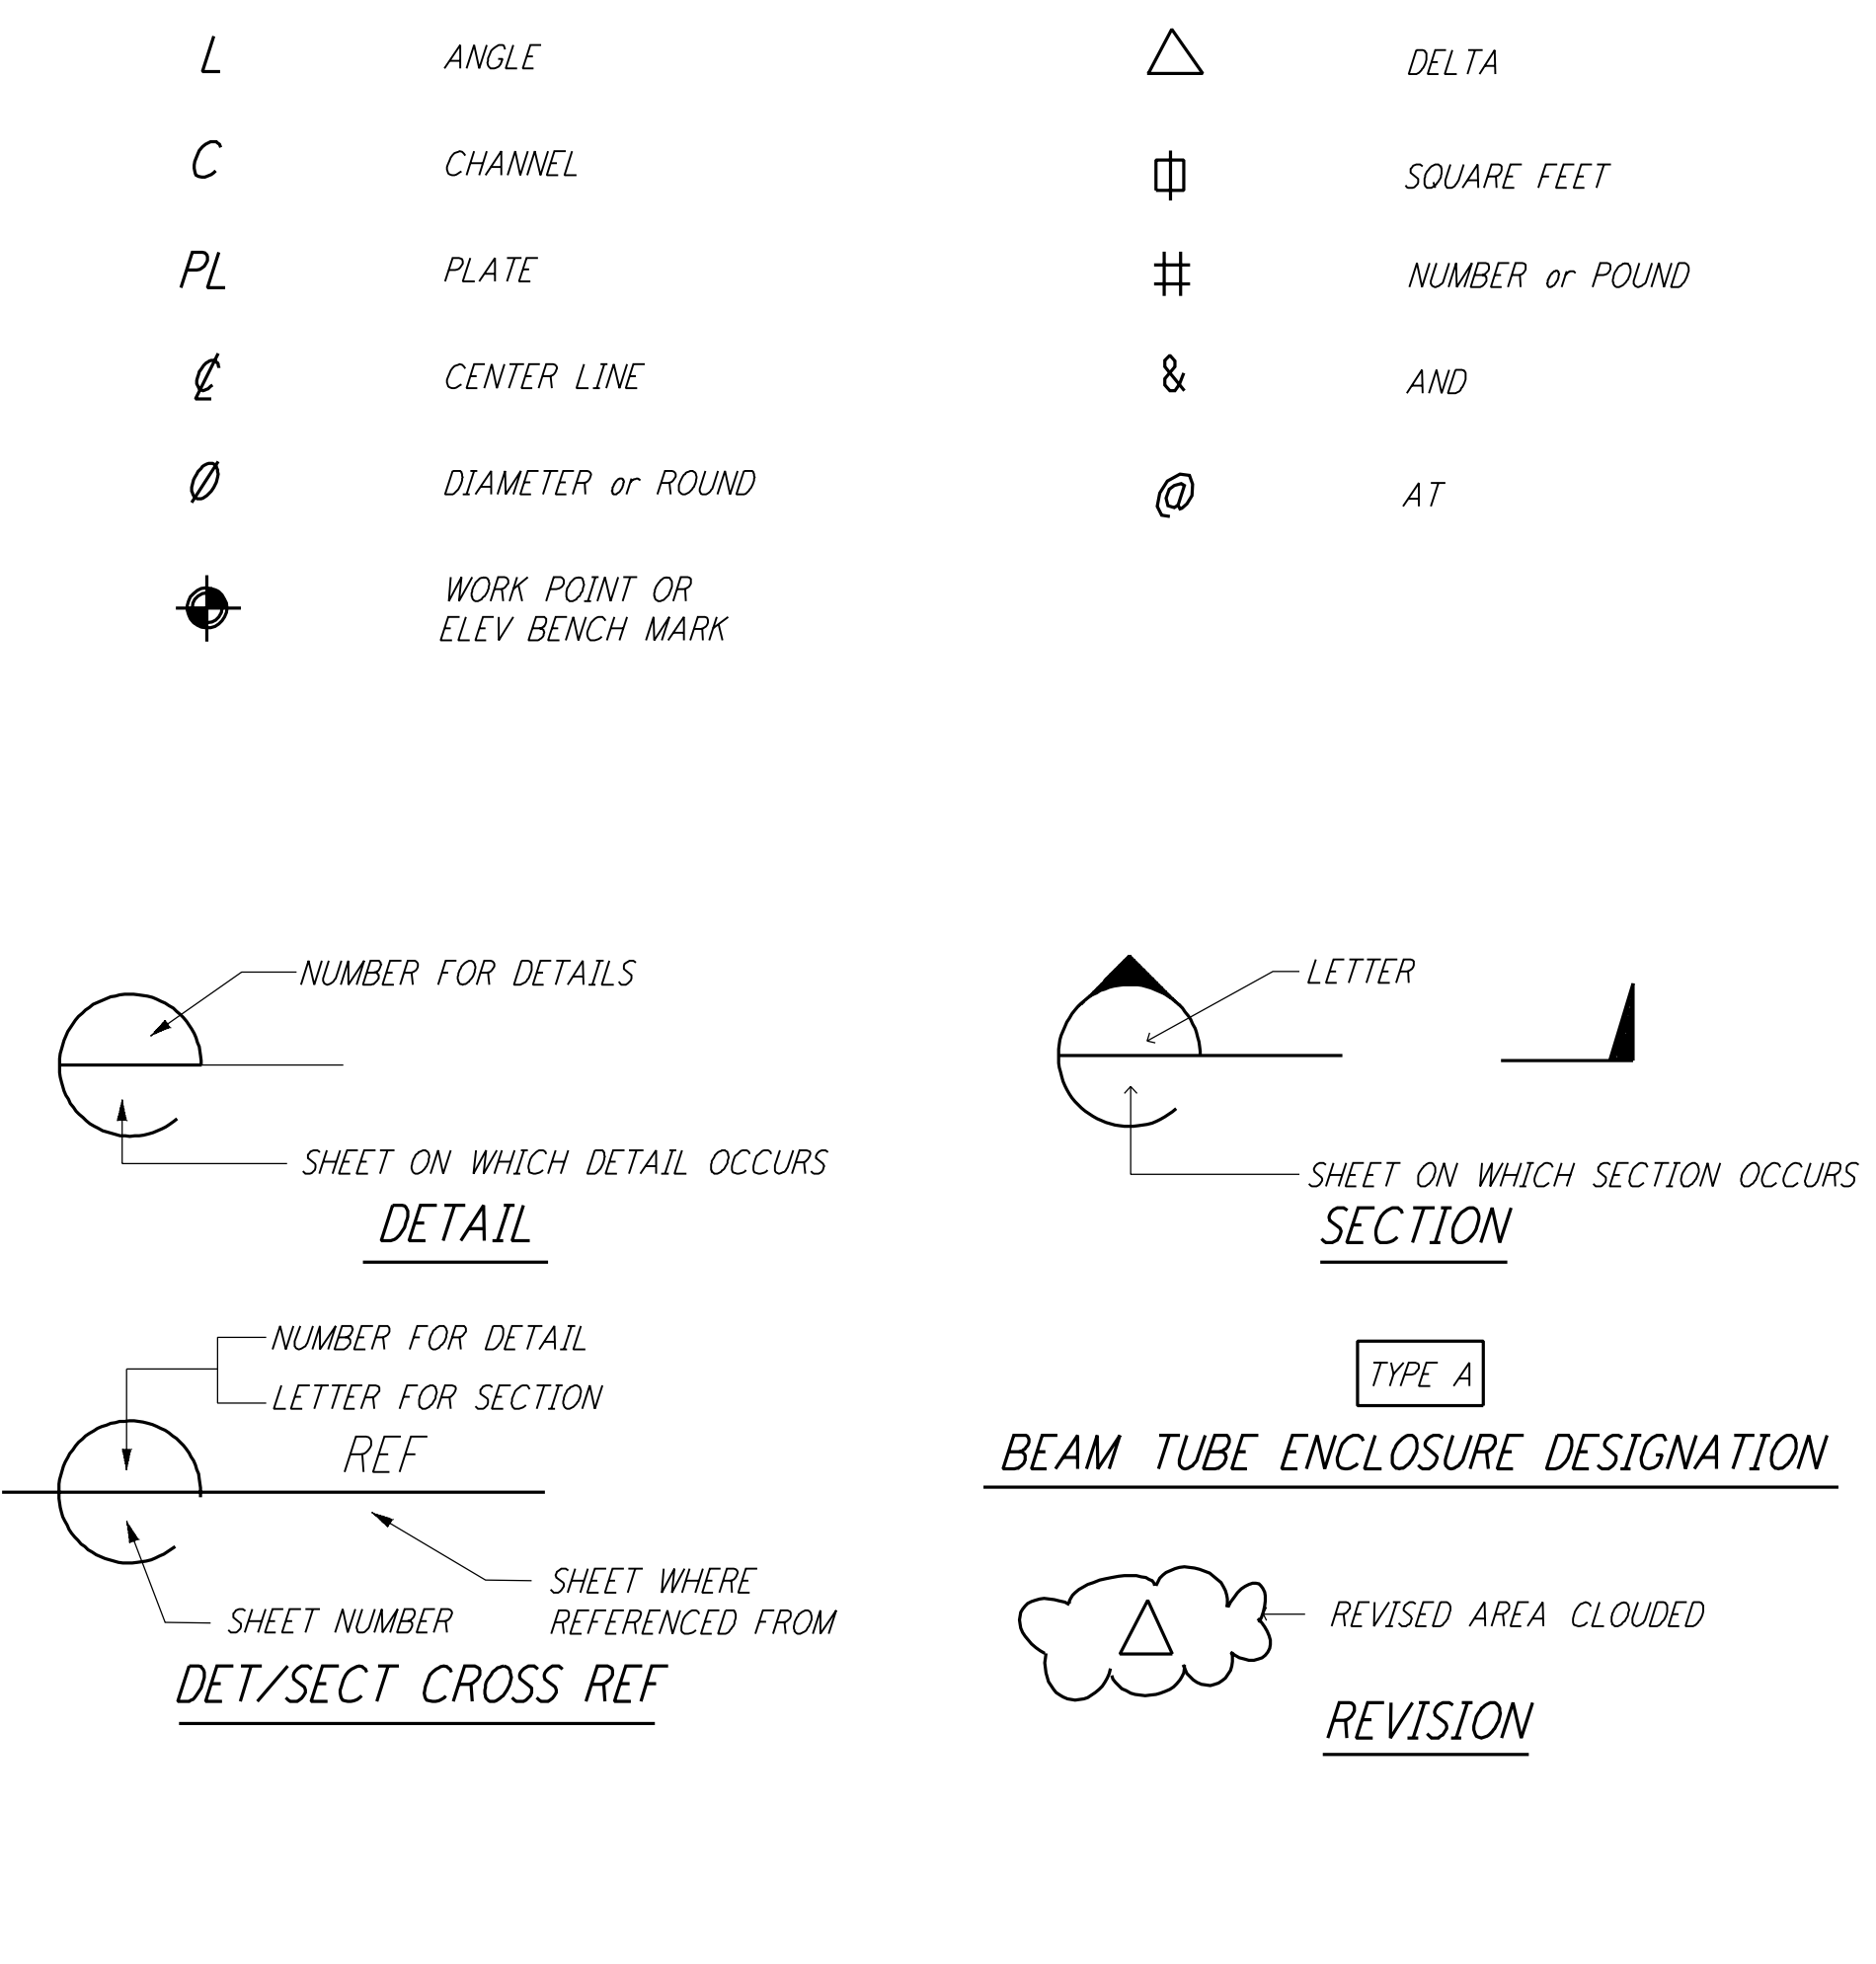 L ANGLE
C CHANNEL
PL PLATE
℄ CENTER LINE
Ø DIAMETER or ROUND
WORK POINT OR
ELEV BENCH MARK
DELTA
SQUARE FEET
# NUMBER or POUND
& AND
@ AT
NUMBER FOR DETAILS
SHEET ON WHICH DETAIL OCCURS
DETAIL
LETTER
SHEET ON WHICH SECTION OCCURS
SECTION
NUMBER FOR DETAIL
LETTER FOR SECTION
REF
SHEET WHERE
REFERENCED FROM
SHEET NUMBER
DET/SECT CROSS REF
TYPE A
BEAM TUBE ENCLOSURE DESIGNATION
REVISED AREA CLOUDED
REVISION